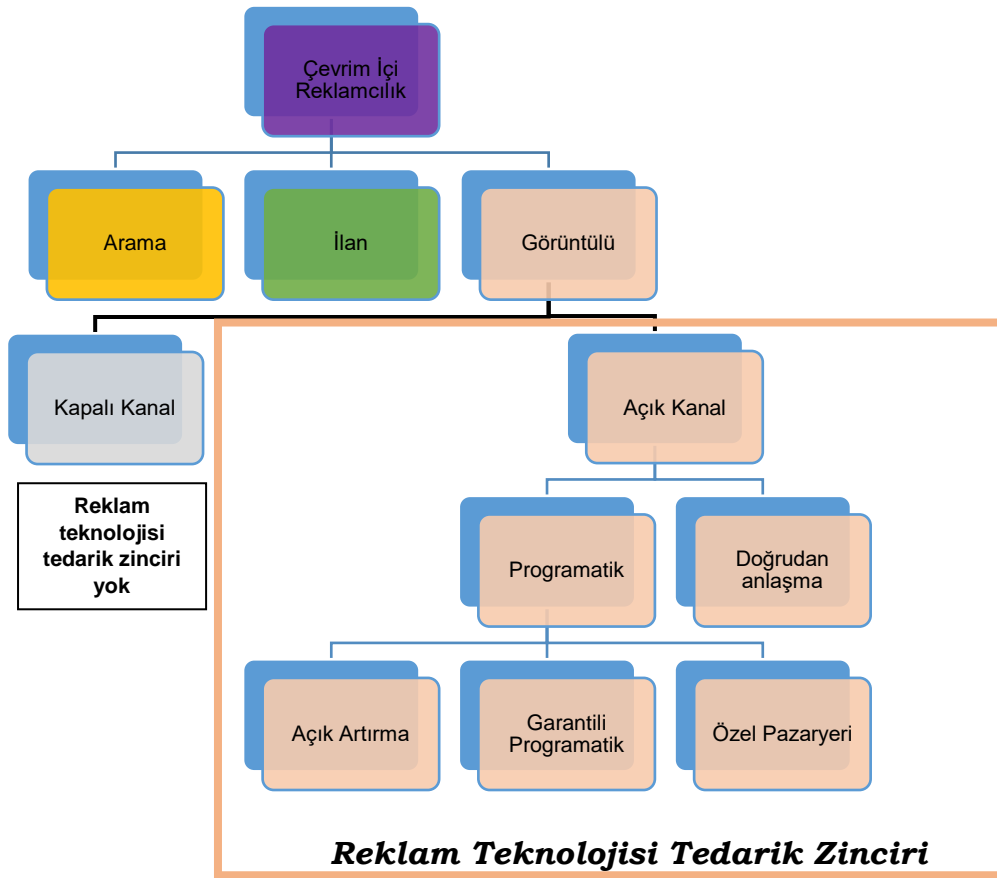 Çevrim İçi
Reklamcılık
Arama
İlan
Görüntülü
Kapalı Kanal
Açık Kanal
Reklam
teknolojisi
tedarik zinciri
yok
Programatik
Doğrudan
anlaşma
Açık Artırma
Garantili
Programatik
Özel Pazaryeri
Reklam Teknolojisi Tedarik Zinciri